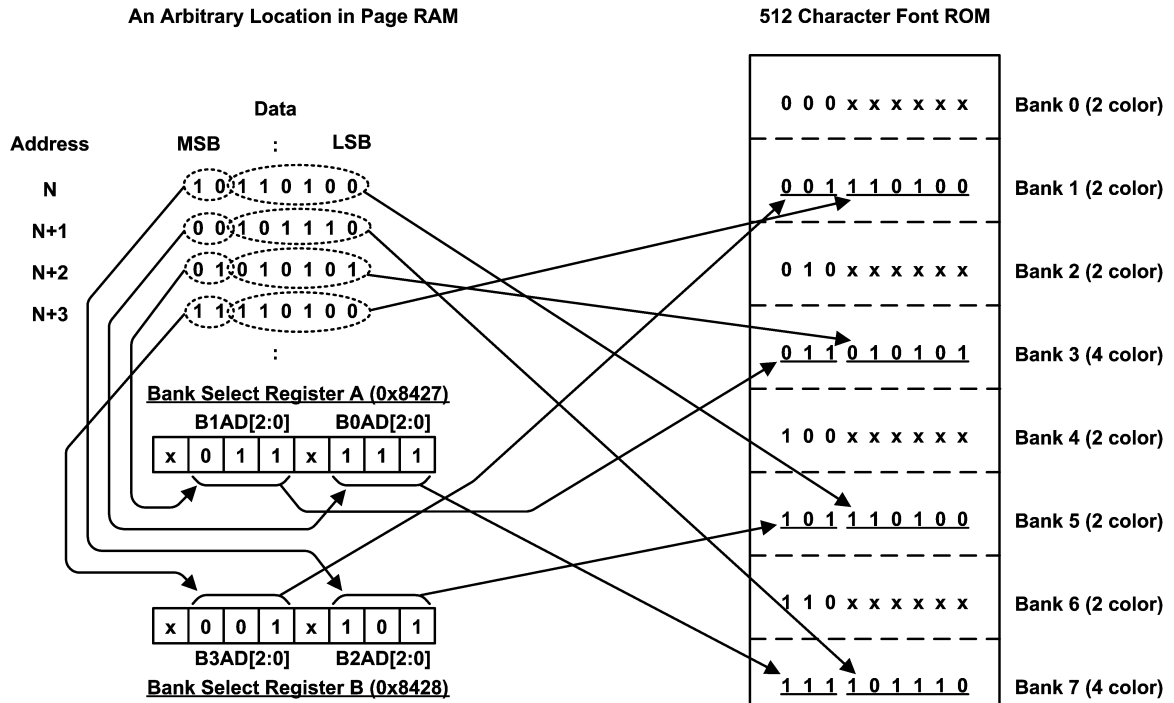 An Arbitrary Location in Page RAM
512 Character Font ROM
Data
Address MSB : LSB
N 1 0 1 1 0 1 0 0
N+1 0 0 1 0 1 1 1 0
N+2 0 1 0 1 0 1 0 1
N+3 1 1 1 1 0 1 0 0
:
Bank Select Register A (0x8427)
B1AD[2:0] B0AD[2:0]
x 0 1 1 x 1 1 1
x 0 0 1 x 1 0 1
B3AD[2:0] B2AD[2:0]
Bank Select Register B (0x8428)
0 0 0 x x x x x x Bank 0 (2 color)
0 0 1 1 1 0 1 0 0 Bank 1 (2 color)
0 1 0 x x x x x x Bank 2 (2 color)
0 1 1 0 1 0 1 0 1 Bank 3 (4 color)
1 0 0 x x x x x x Bank 4 (2 color)
1 0 1 1 1 0 1 0 0 Bank 5 (2 color)
1 1 0 x x x x x x Bank 6 (2 color)
1 1 1 1 0 1 1 1 0 Bank 7 (4 color)